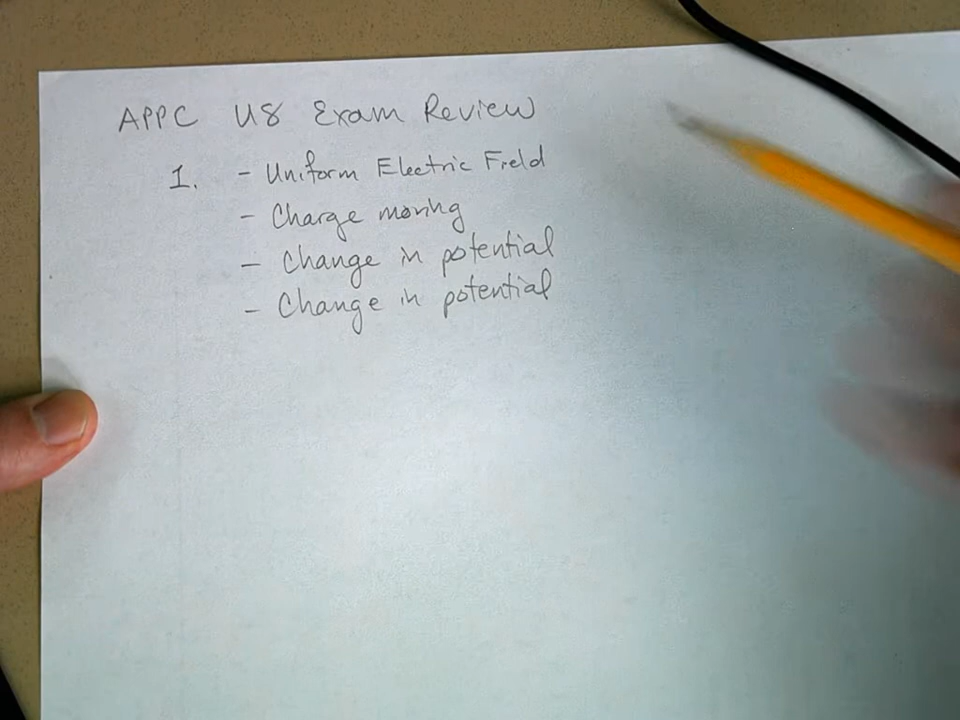 APPC U8 Exam Review
1. - Uniform Electric Field
- Charge moving
- Change in potential
- Change in potential